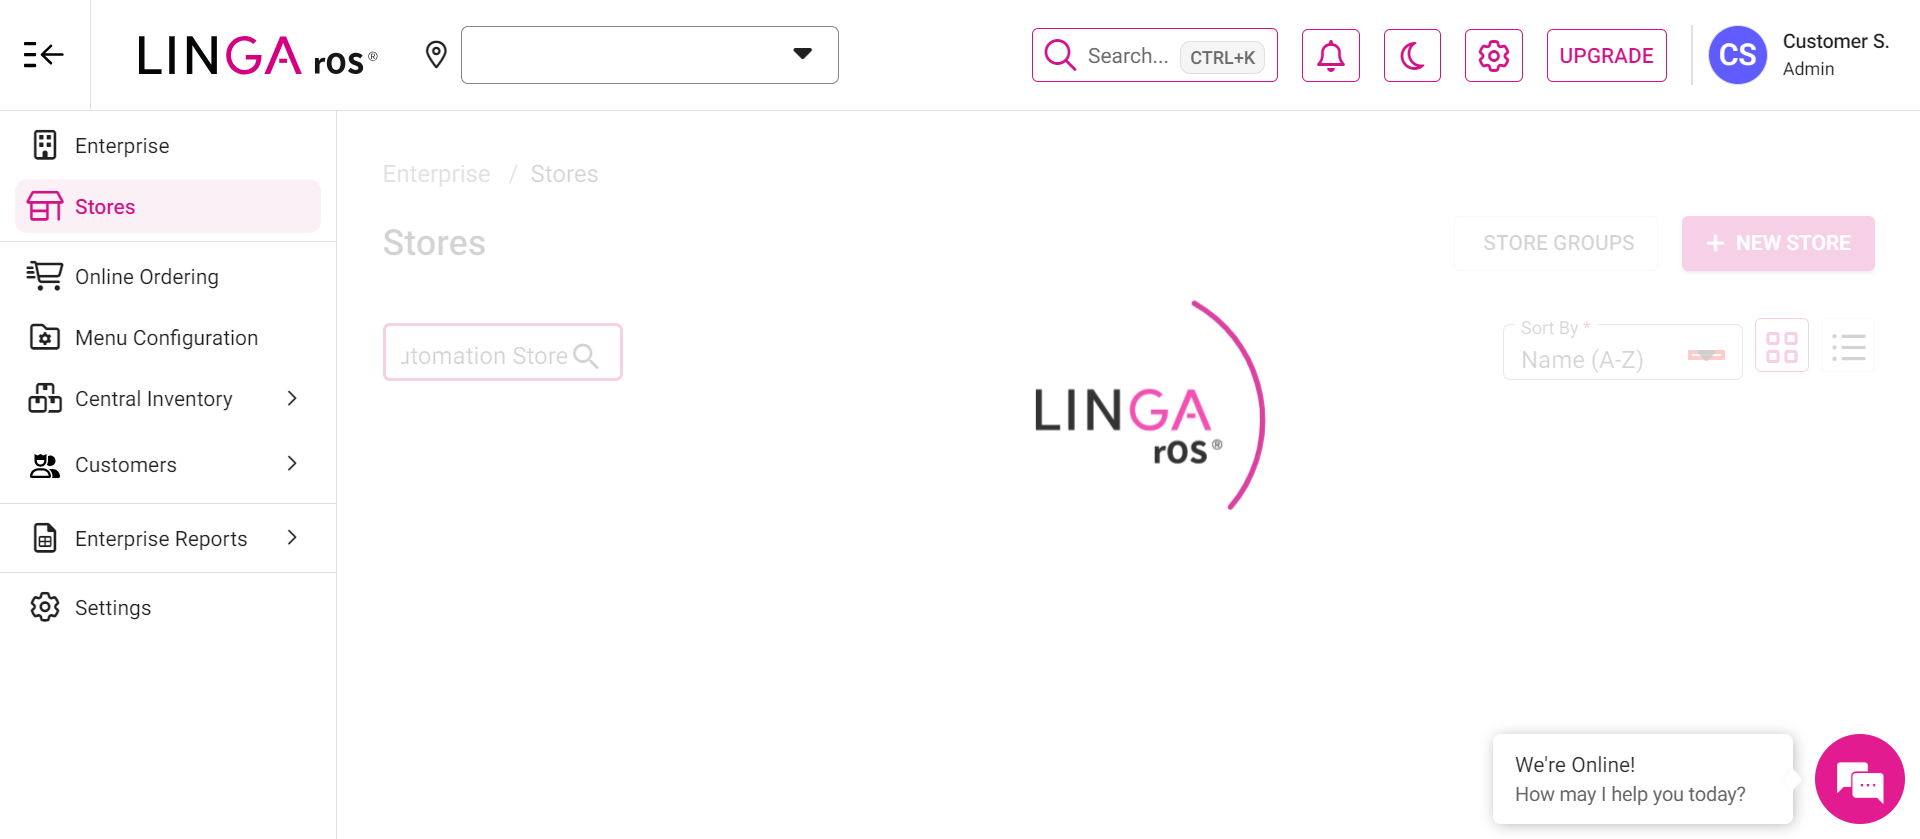 LINGA ros®
Search... CTRL+K
UPGRADE
CS
Customer S.
Admin
Enterprise
Stores
Online Ordering
Menu Configuration
Central Inventory
Customers
Enterprise Reports
Settings
Enterprise / Stores
Stores
STORE GROUPS
+ NEW STORE
utomation Store
Sort By *
Name (A-Z)
LINGA
ros®
We're Online!
How may I help you today?